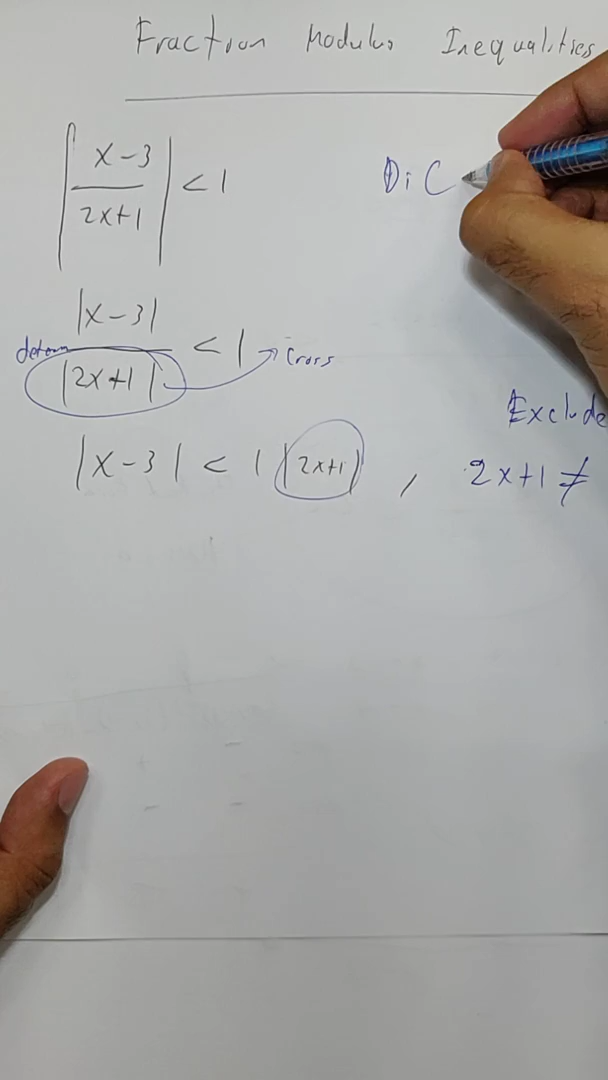 Fraction Modulus Inequalities
|x-3 / 2x+1| < 1
DiC
|x-3| / |2x+1| < 1 → Cross
|x-3| < 1 |2x+1| , 2x+1 ≠
Exclude